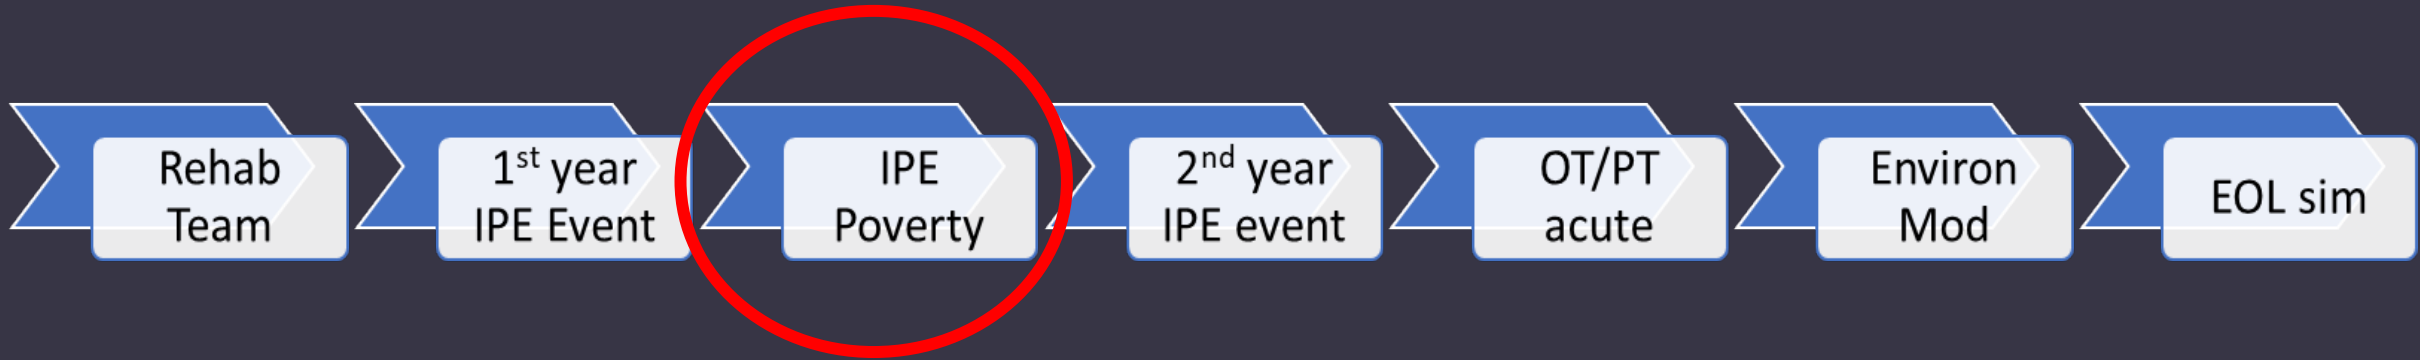 Rehab
Team
1st year
IPE Event
IPE
Poverty
2nd year
IPE event
OT/PT
acute
Environ
Mod
EOL sim